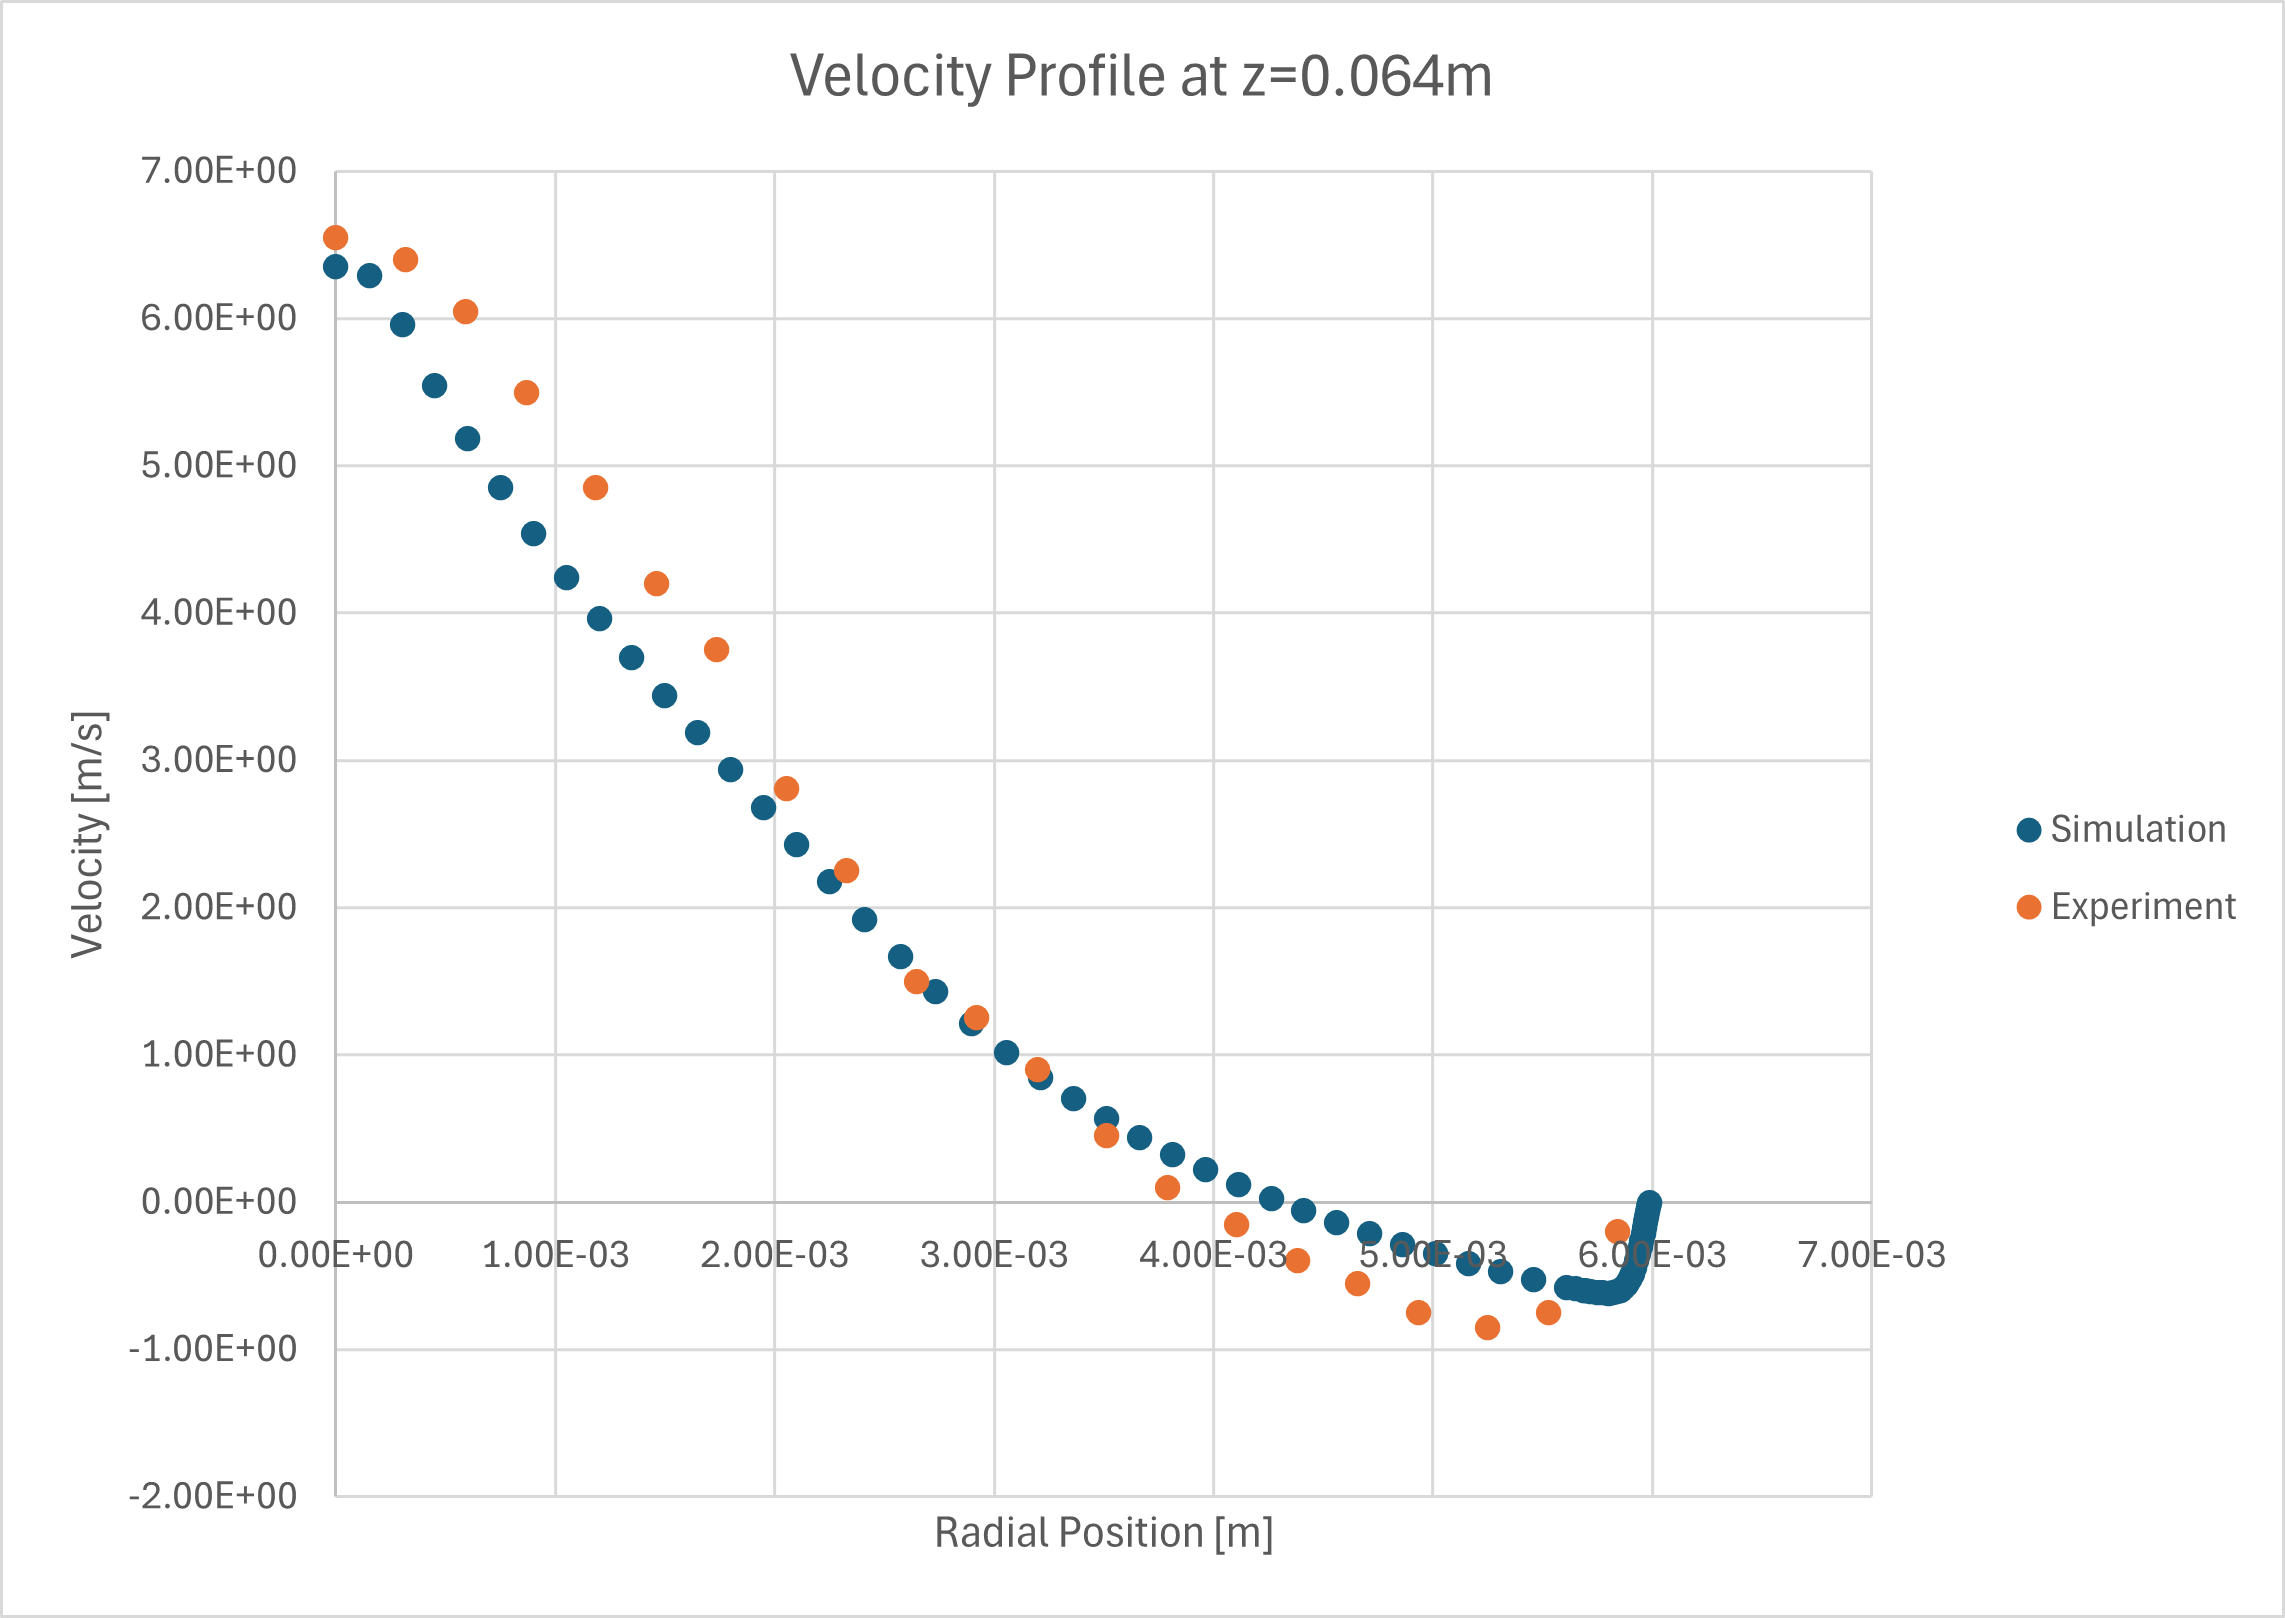 Velocity Profile at z=0.064m
7.00E+00
6.00E+00
5.00E+00
4.00E+00
3.00E+00
2.00E+00
1.00E+00
0.00E+00
-1.00E+00
-2.00E+00
Velocity [m/s]
0.00E+00 1.00E-03 2.00E-03 3.00E-03 4.00E-03 5.00E-03 6.00E-03 7.00E-03
Radial Position [m]
Simulation
Experiment